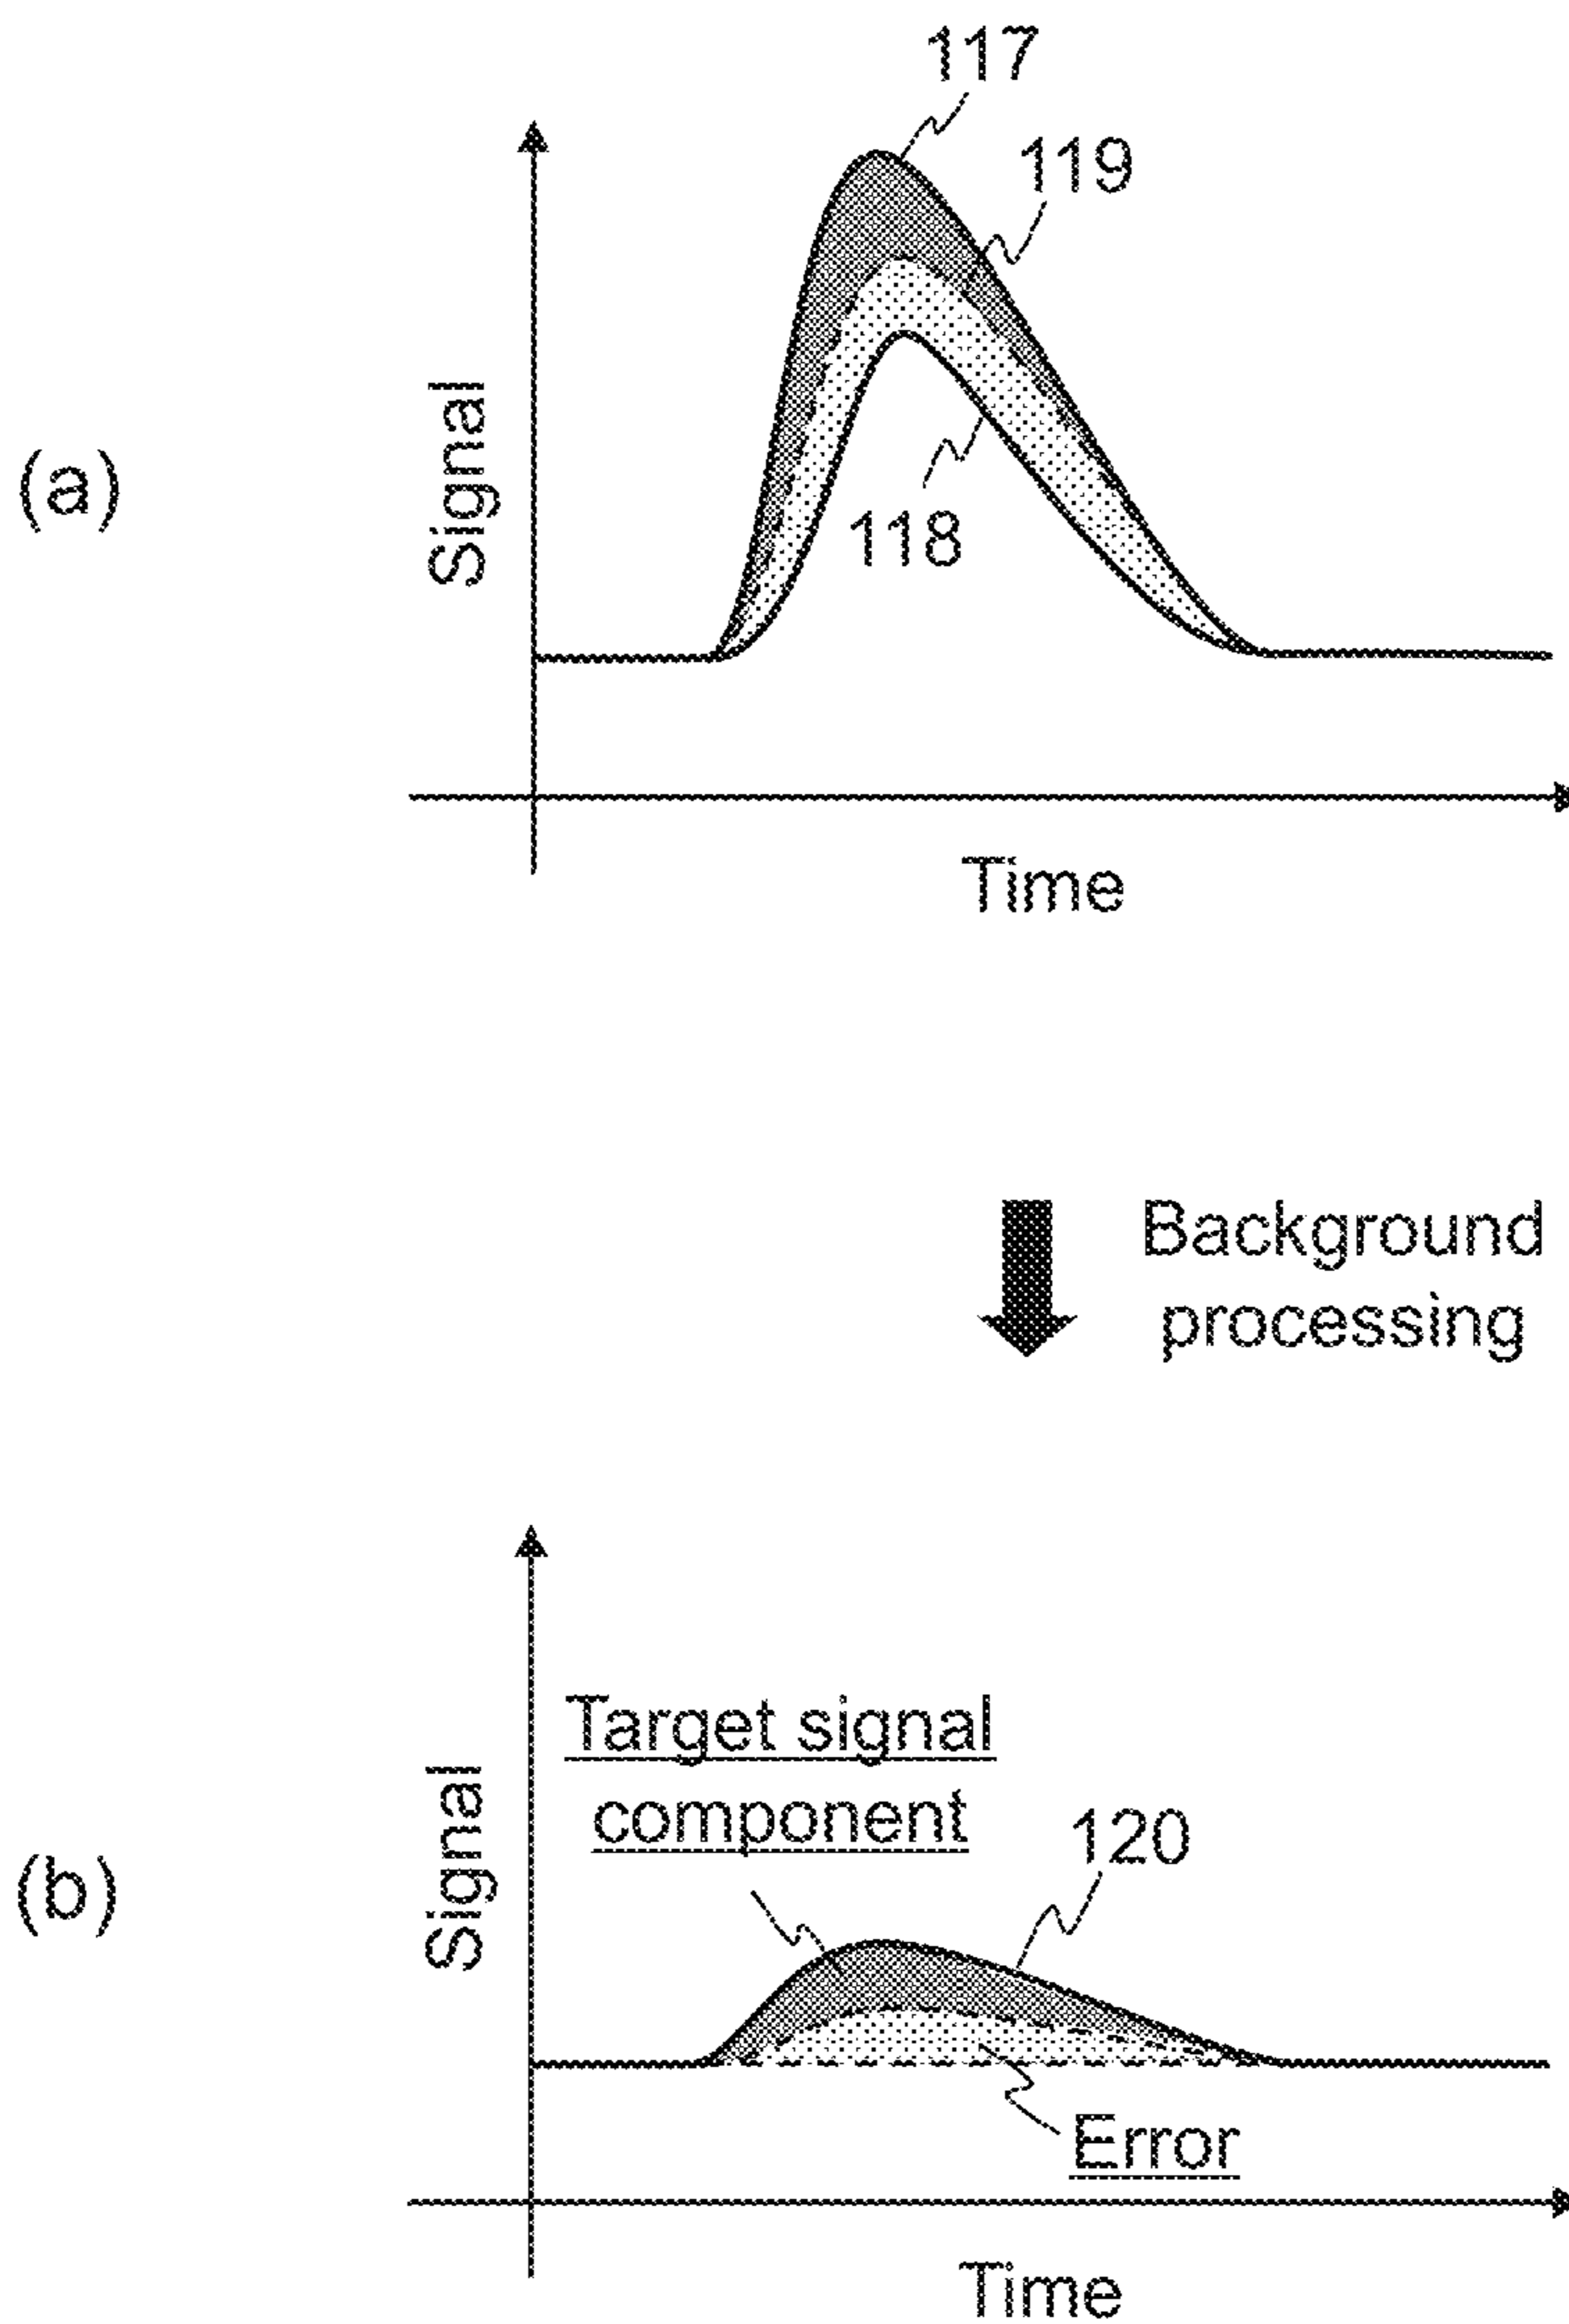 117
119
(a)
Signal
118
Time
Background
processing
Target signal
component
120
(b)
Signal
Error
Time